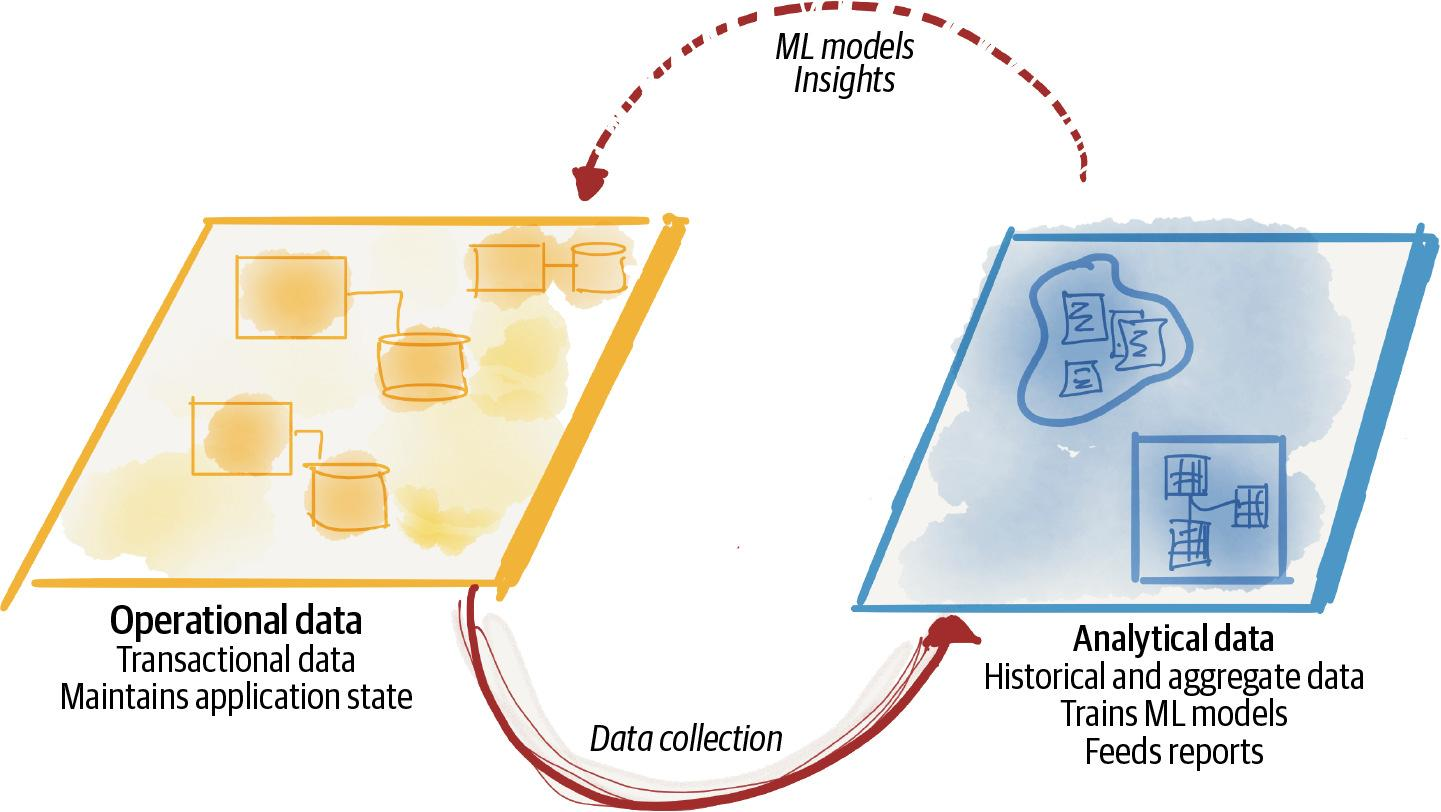 ML models
Insights
Operational data
Transactional data
Maintains application state
Data collection
Analytical data
Historical and aggregate data
Trains ML models
Feeds reports